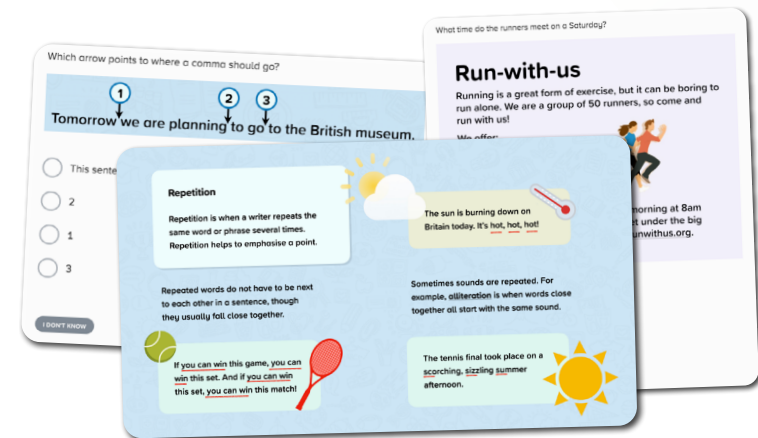 Which arrow points to where a comma should go?
1
2
3
Tomorrow we are planning to go to the British museum.
This sente
2
1
3
I DON'T KNOW
What time do the runners meet on a Saturday?
Run-with-us
Running is a great form of exercise, but it can be boring to
run alone. We are a group of 50 runners, so come and
run with us!
We offer:
morning at 8am
t under the big
unwithus.org.
Repetition
Repetition is when a writer repeats the
same word or phrase several times.
Repetition helps to emphasise a point.
Repeated words do not have to be next
to each other in a sentence, though
they usually fall close together.
If you can win this game, you can
win this set. And if you can win
this set, you can win this match!
The sun is burning down on
Britain today. It's hot, hot, hot!
Sometimes sounds are repeated. For
example, alliteration is when words close
together all start with the same sound.
The tennis final took place on a
scorching, sizzling summer
afternoon.